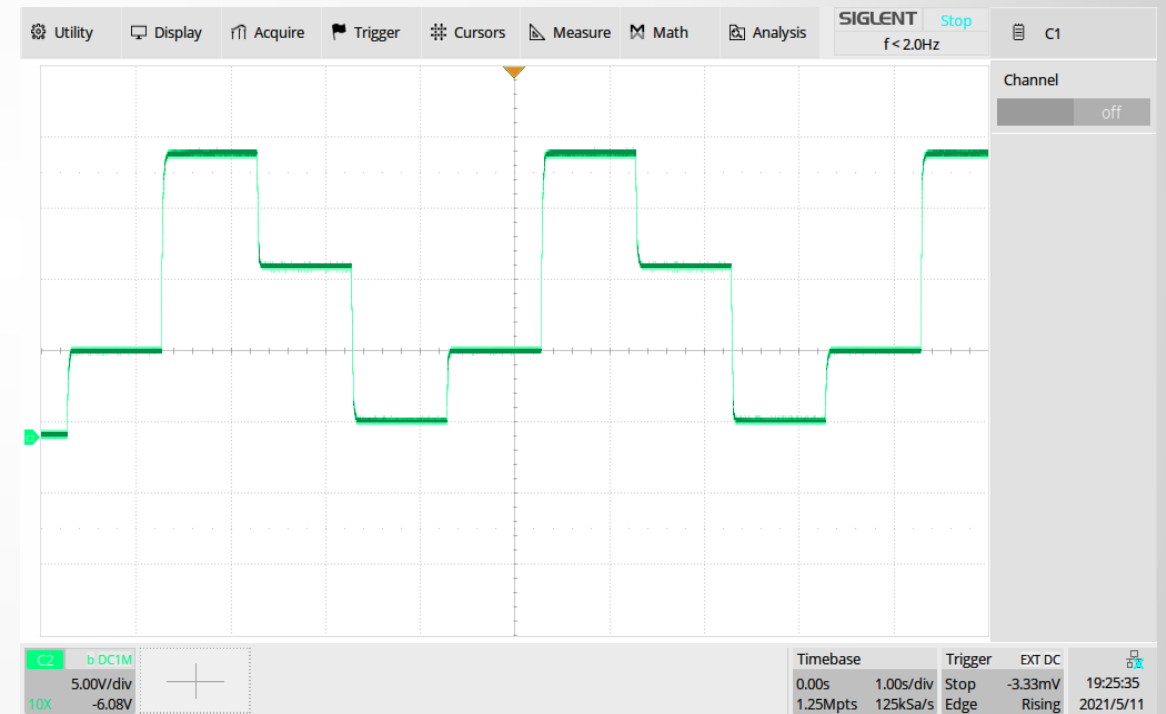 Utility Display Acquire Trigger Cursors Measure Math Analysis
SIGLENT Stop
f < 2.0Hz
C1
Channel
off
C2 b DC1M
5.00V/div
10X -6.08V
Timebase
0.00s 1.00s/div
1.25Mpts 125kSa/s
Trigger EXT DC
Stop -3.33mV
Edge Rising
19:25:35
2021/5/11